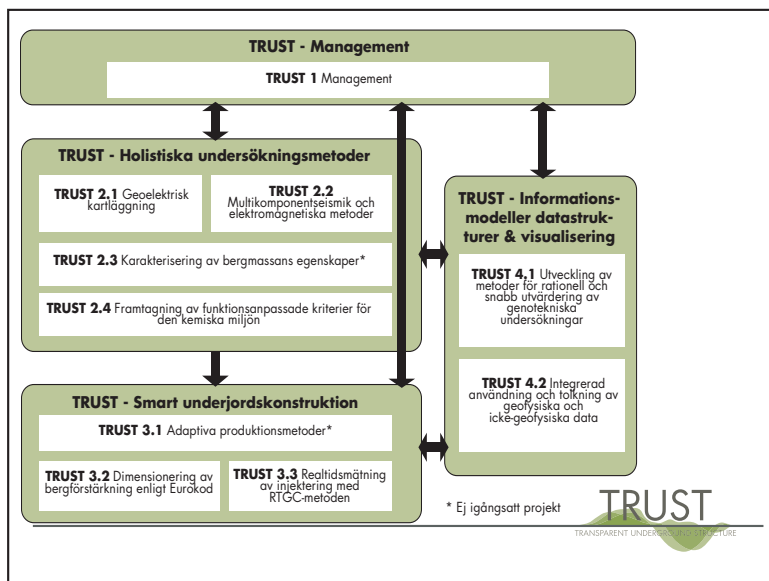 TRUST - Management
TRUST 1 Management
TRUST - Holistiska undersökningsmetoder
TRUST 2.1 Geoelektrisk
kartläggning
TRUST 2.2
Multikomponentseismik och
elektromagnetiska metoder
TRUST 2.3 Karakterisering av bergmassans egenskaper*
TRUST 2.4 Framtagning av funktionsanpassade kriterier för
den kemiska miljön
TRUST - Informations-
modeller datastruk-
turer & visualisering
TRUST 4.1 Utveckling av
metoder för rationell och
snabb utvärdering av
genotekniska
undersökningar
TRUST 4.2 Integrerad
användning och tolkning av
geofysiska och
icke-geofysiska data
TRUST - Smart underjordskonstruktion
TRUST 3.1 Adaptiva produktionsmetoder*
TRUST 3.2 Dimensionering av
bergförstärkning enligt Eurokod
TRUST 3.3 Realtidsmätning
av injektering med
RTGC-metoden
* Ej igångsatt projekt
TRUST
TRANSPARENT UNDERGROUND STRUCTURE